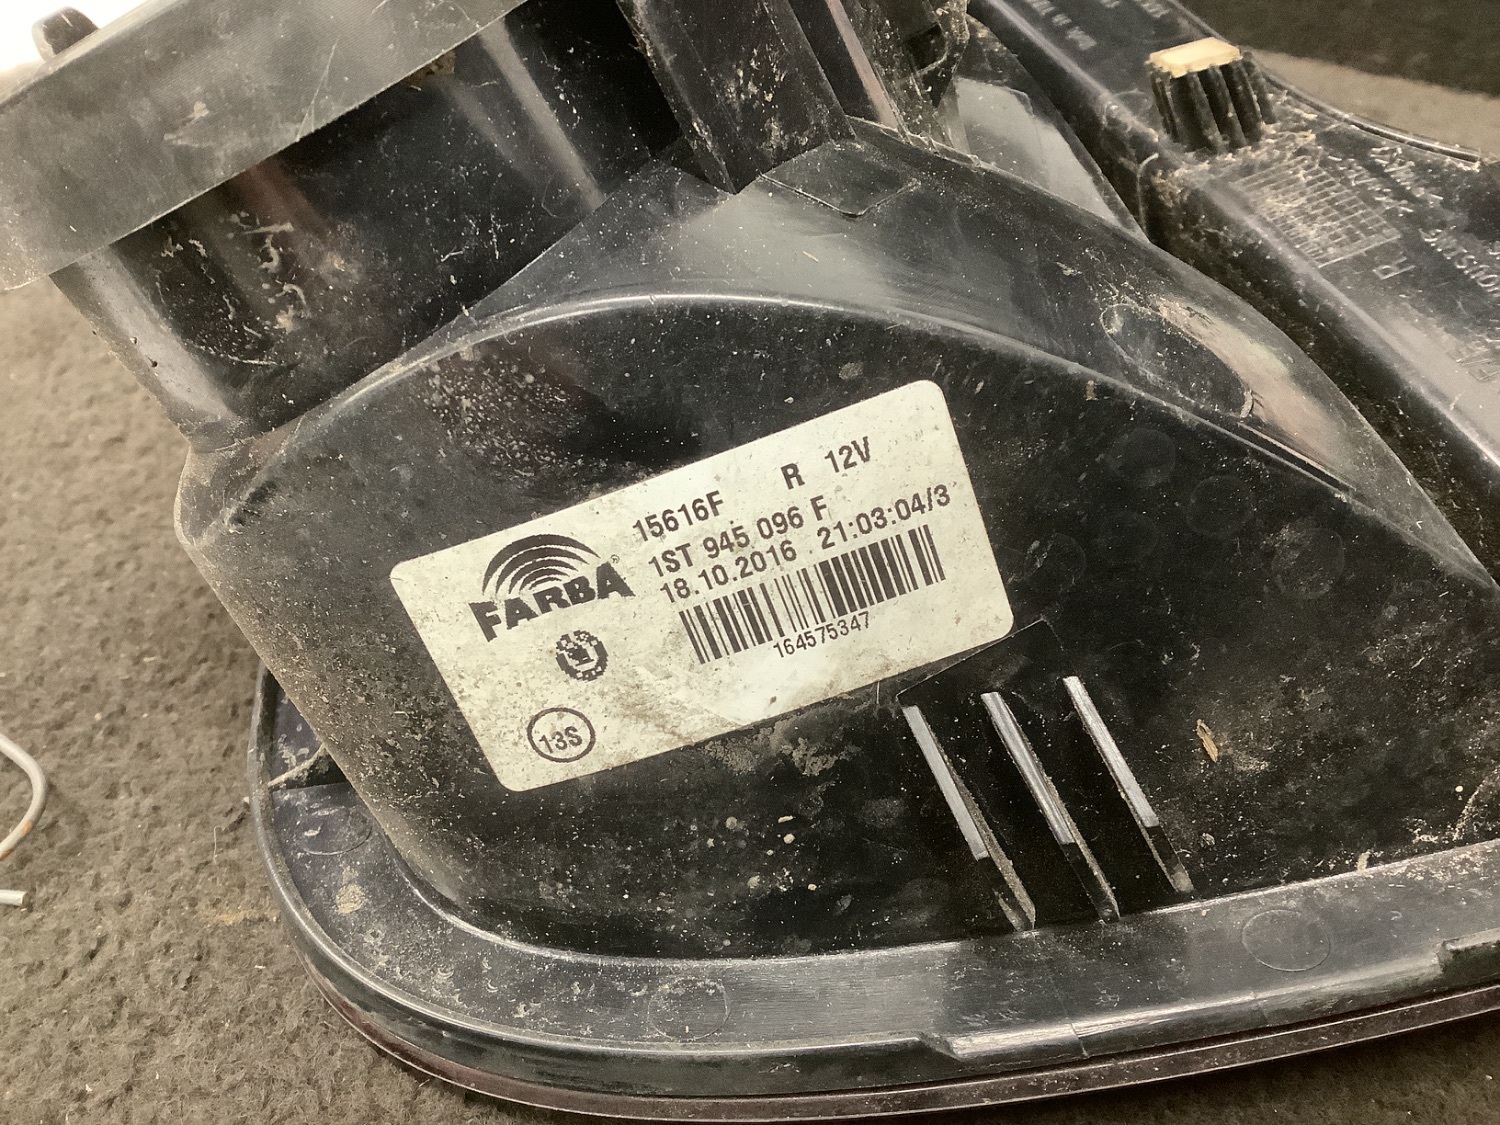 15616F R 12V
1ST 945 096 F
18.10.2016 21:03:04/3
FARBA®
164575347
13S
R